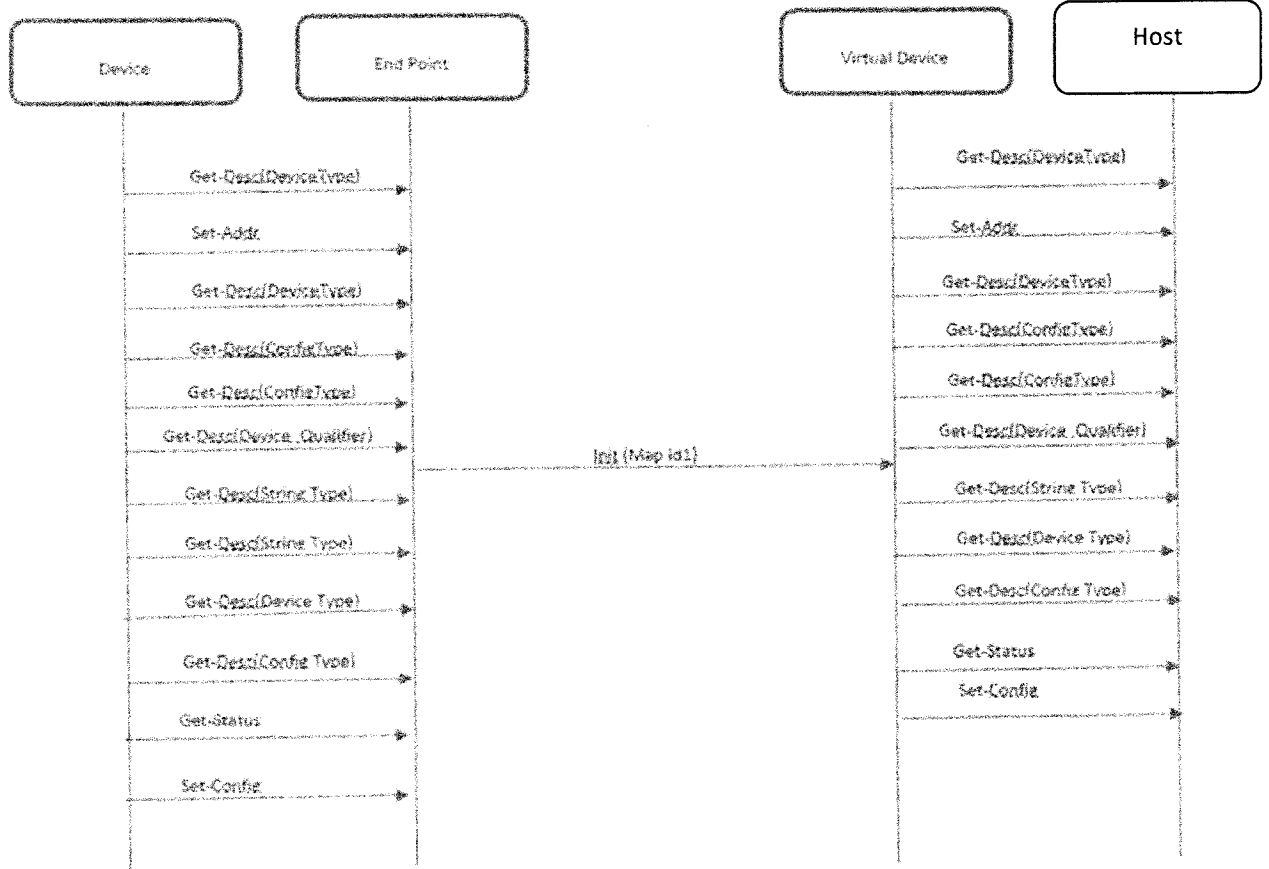 Device
End Point
Virtual Device
Host
Get-Desc(DeviceType)
Set-Addr
Get-Desc(DeviceType)
Get-Desc(ConfigType)
Get-Desc(ConfigType)
Get-Desc(Device_Qualifier)
Get-Desc(String Type)
Get-Desc(String Type)
Get-Desc(Device Type)
Get-Desc(Config Type)
Get-Status
Set-Config
Init (Map id1)
Get-Desc(DeviceType)
Set-Addr
Get-Desc(DeviceType)
Get-Desc(ConfigType)
Get-Desc(ConfigType)
Get-Desc(Device_Qualifier)
Get-Desc(String Type)
Get-Desc(Device Type)
Get-Desc(Config Type)
Get-Status
Set-Config